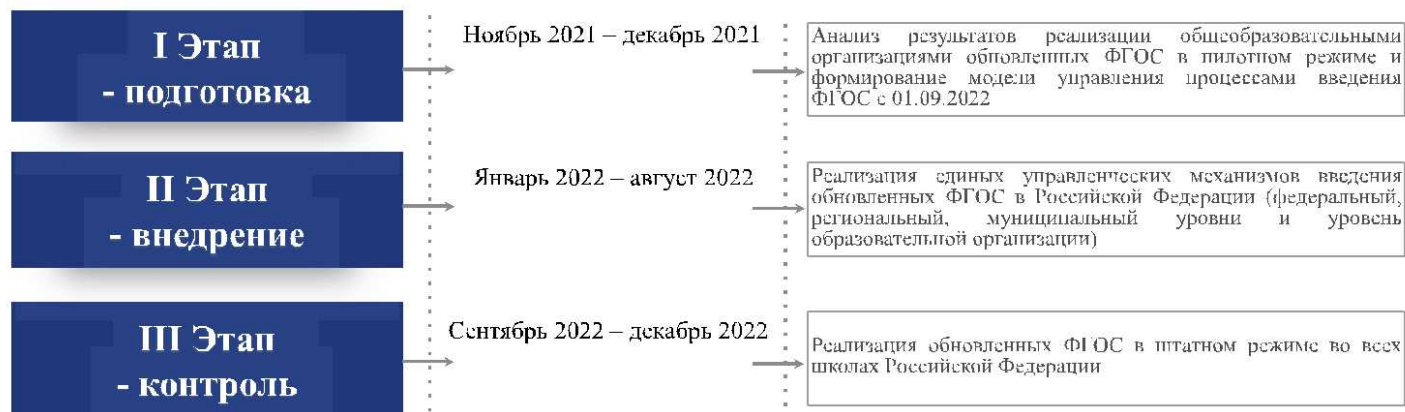 I Этап
- подготовка
Ноябрь 2021 – декабрь 2021
Анализ результатов реализации общеобразовательными
организациями обновленных ФГОС в пилотном режиме и
формирование модели управления процессами введения
ФГОС с 01.09.2022
II Этап
- внедрение
Январь 2022 – август 2022
Реализация единых управленческих механизмов введения
обновленных ФГОС в Российской Федерации (федеральный,
региональный, муниципальный уровни и уровень
образовательной организации)
III Этап
- контроль
Сентябрь 2022 – декабрь 2022
Реализация обновленных ФГОС в штатном режиме во всех
школах Российской Федерации